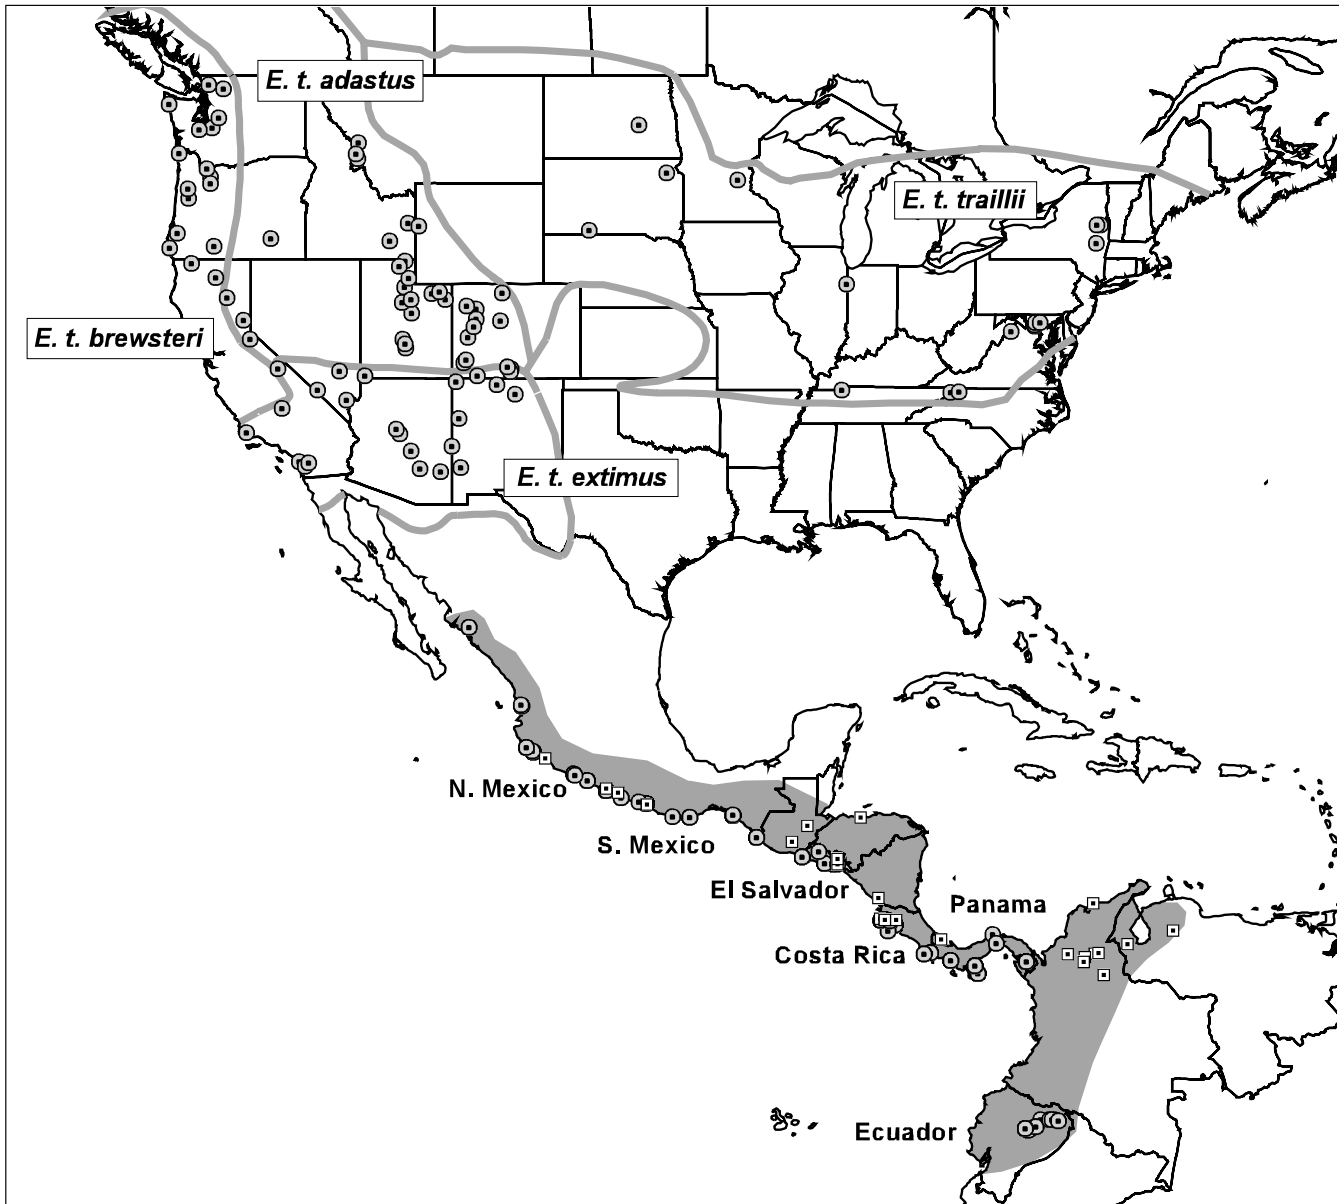 E. t. adastus
E. t. traillii
E. t. brewsteri
E. t. extimus
N. Mexico
S. Mexico
El Salvador
Panama
Costa Rica
Ecuador